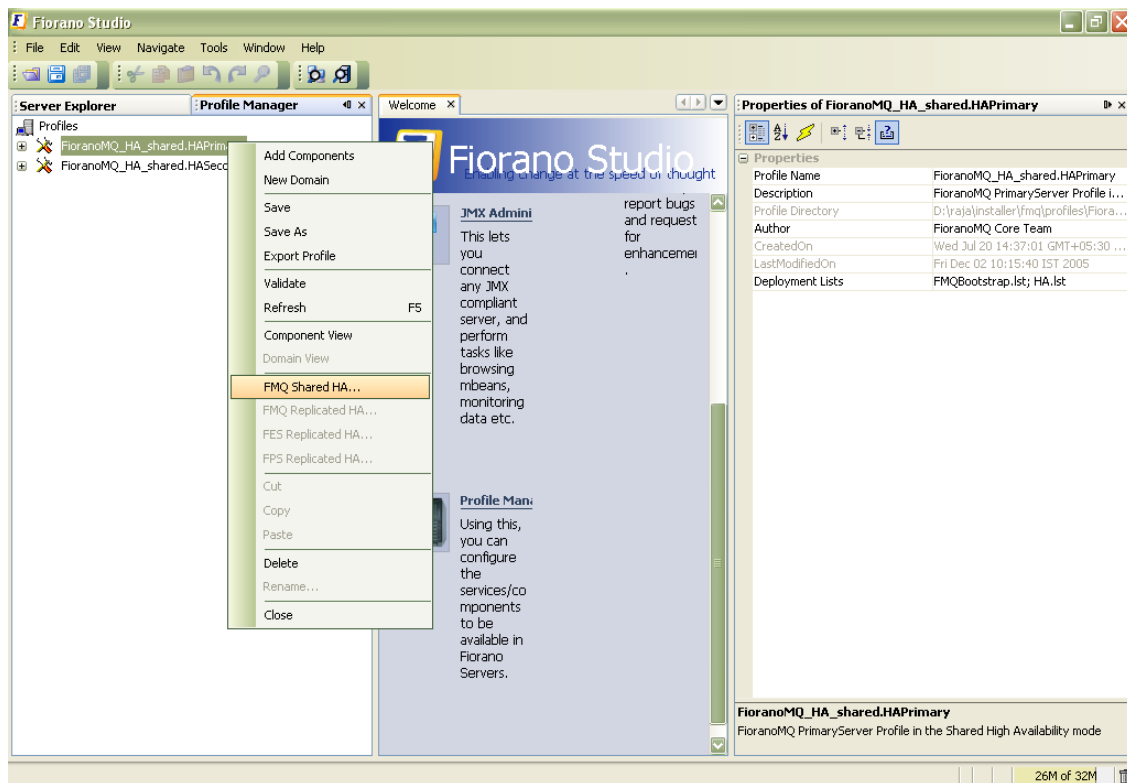 Fiorano Studio
File Edit View Navigate Tools Window Help
Server Explorer
Profile Manager
Welcome
Properties of FioranoMQ_HA_shared.HAPrimary
Profiles
FioranoMQ_HA_shared.HAPrim
FioranoMQ_HA_shared.HASecc
Add Components
New Domain
Save
Save As
Export Profile
Validate
Refresh F5
Component View
Domain View
FMQ Shared HA...
FMQ Replicated HA...
FES Replicated HA...
FPS Replicated HA...
Cut
Copy
Paste
Delete
Rename...
Close
Fiorano Studio
Enabling change at the speed of thought
JMX Admini
This lets
you
connect
any JMX
compliant
server, and
perform
tasks like
browsing
mbeans,
monitoring
data etc.
report bugs
and request
for
enhancemei
.
Profile Mana
Using this,
you can
configure
the
services/co
mponents
to be
available in
Fiorano
Servers.
Properties
Profile Name FioranoMQ_HA_shared.HAPrimary
Description FioranoMQ PrimaryServer Profile i...
Profile Directory D:\raja\installer\fmq\profiles\Fiora...
Author FioranoMQ Core Team
CreatedOn Wed Jul 20 14:37:01 GMT+05:30 ...
LastModifiedOn Fri Dec 02 10:15:40 IST 2005
Deployment Lists FMQBootstrap.lst; HA.lst
FioranoMQ_HA_shared.HAPrimary
FioranoMQ PrimaryServer Profile in the Shared High Availability mode
26M of 32M